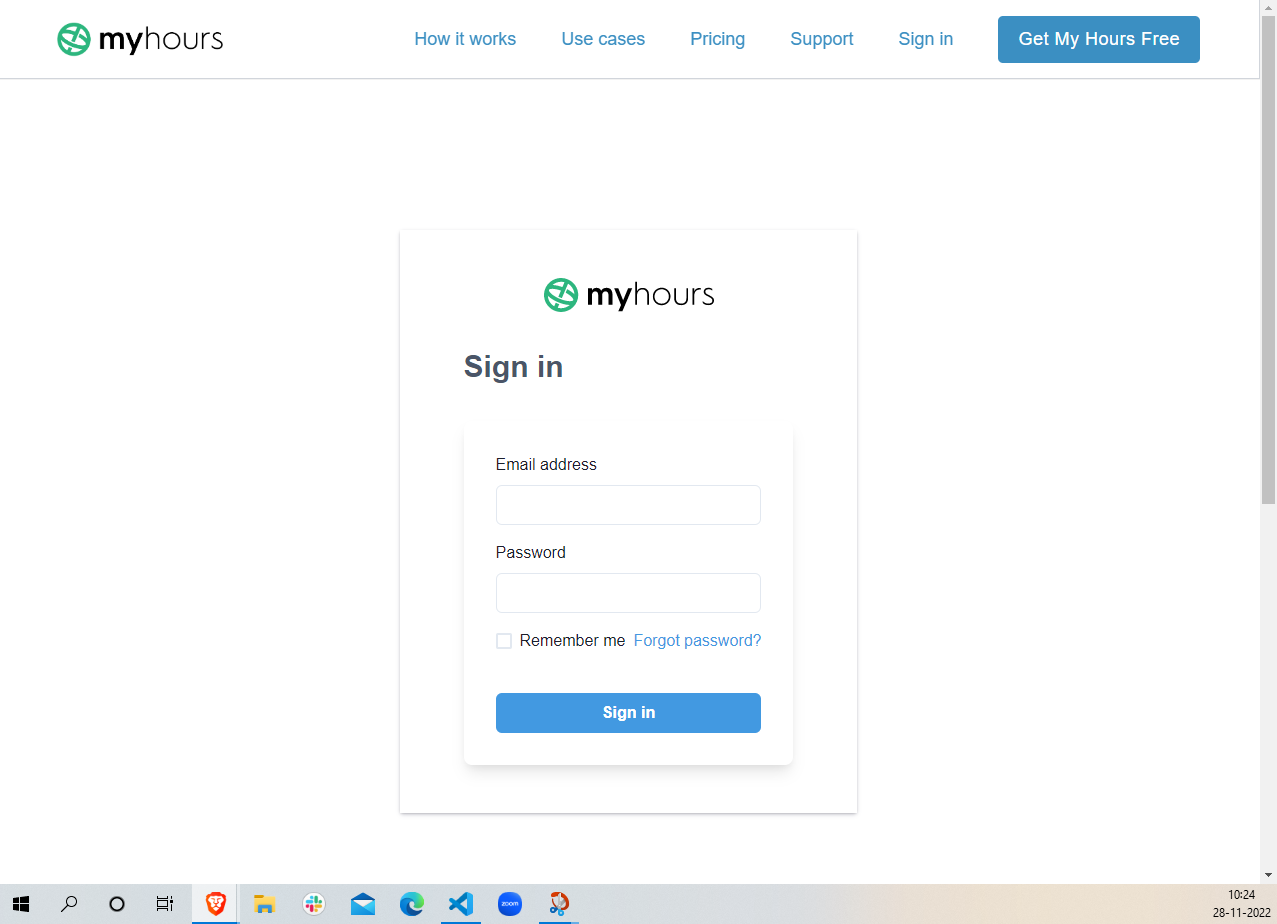 myhours How it works Use cases Pricing Support Sign in Get My Hours Free
myhours
Sign in
Email address
Password
Remember me Forgot password?
Sign in
zoom
10:24
28-11-2022